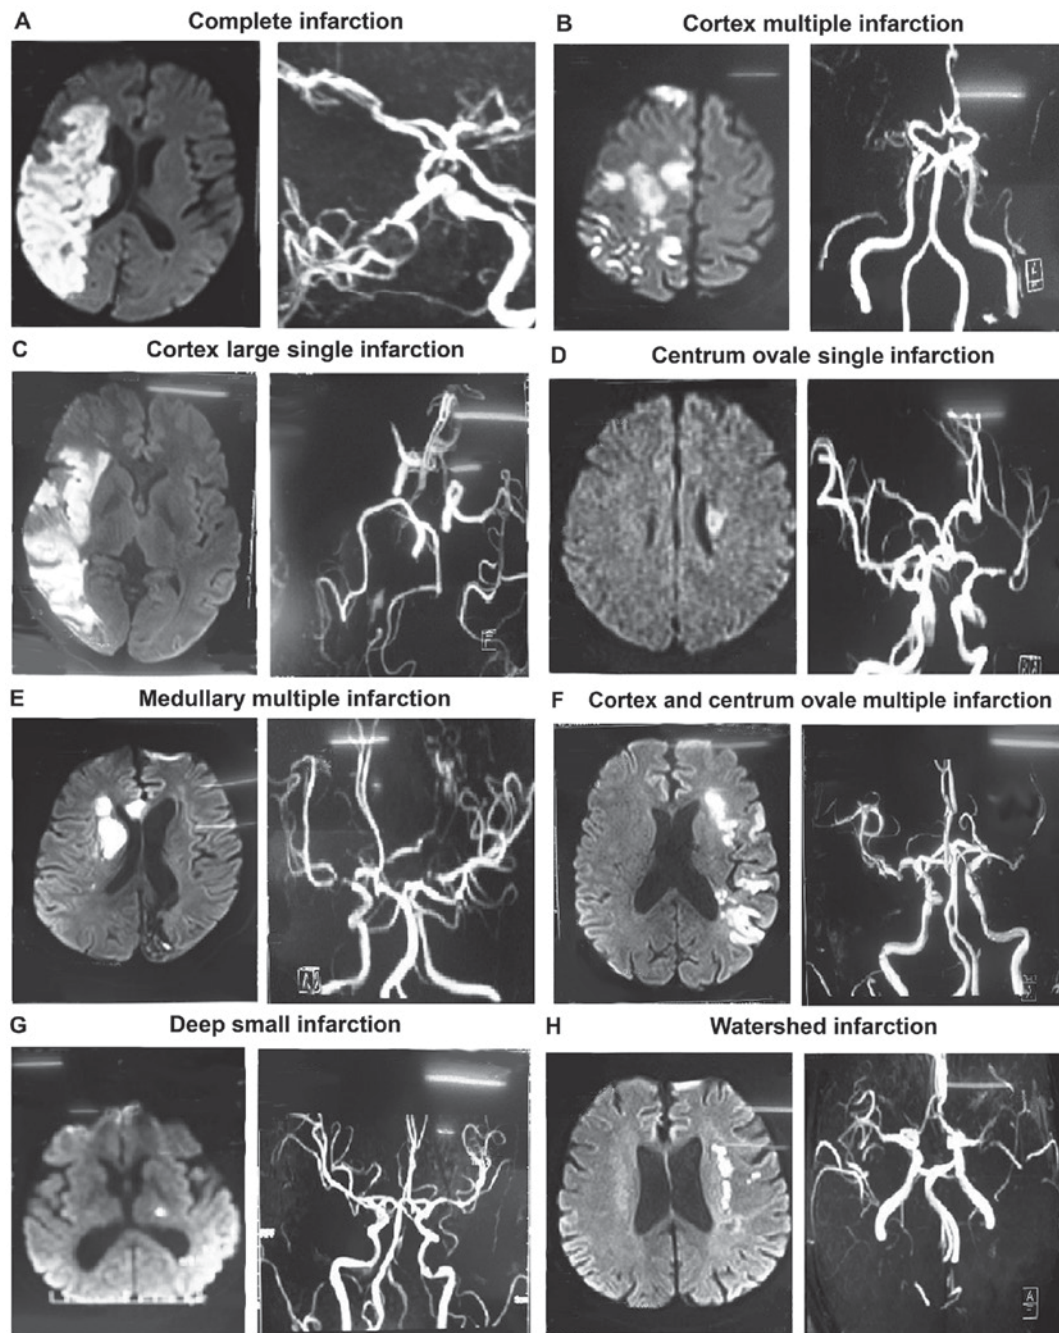 A Complete infarction
B Cortex multiple infarction
C Cortex large single infarction
D Centrum ovale single infarction
E Medullary multiple infarction
F Cortex and centrum ovale multiple infarction
G Deep small infarction
H Watershed infarction